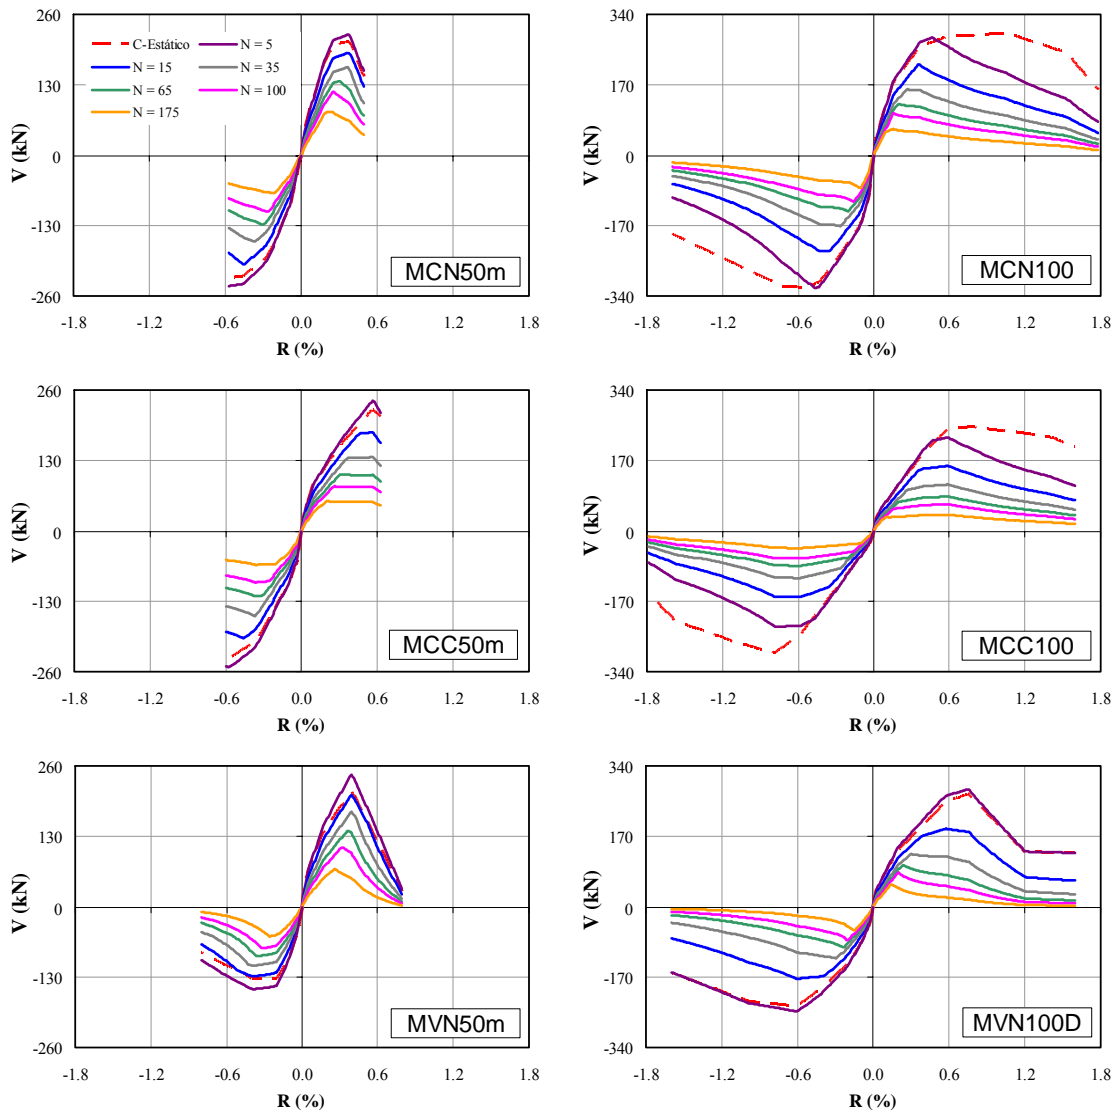 260
130
0
-130
-260
V (kN)
C-Estático
N = 5
N = 15
N = 35
N = 65
N = 100
N = 175
MCN50m
-1.8 -1.2 -0.6 0.0 0.6 1.2 1.8
R (%)
340
170
0
-170
-340
V (kN)
MCN100
-1.8 -1.2 -0.6 0.0 0.6 1.2 1.8
R (%)
260
130
0
-130
-260
V (kN)
MCC50m
-1.8 -1.2 -0.6 0.0 0.6 1.2 1.8
R (%)
340
170
0
-170
-340
V (kN)
MCC100
-1.8 -1.2 -0.6 0.0 0.6 1.2 1.8
R (%)
260
130
0
-130
-260
V (kN)
MVN50m
-1.8 -1.2 -0.6 0.0 0.6 1.2 1.8
R (%)
340
170
0
-170
-340
V (kN)
MVN100D
-1.8 -1.2 -0.6 0.0 0.6 1.2 1.8
R (%)